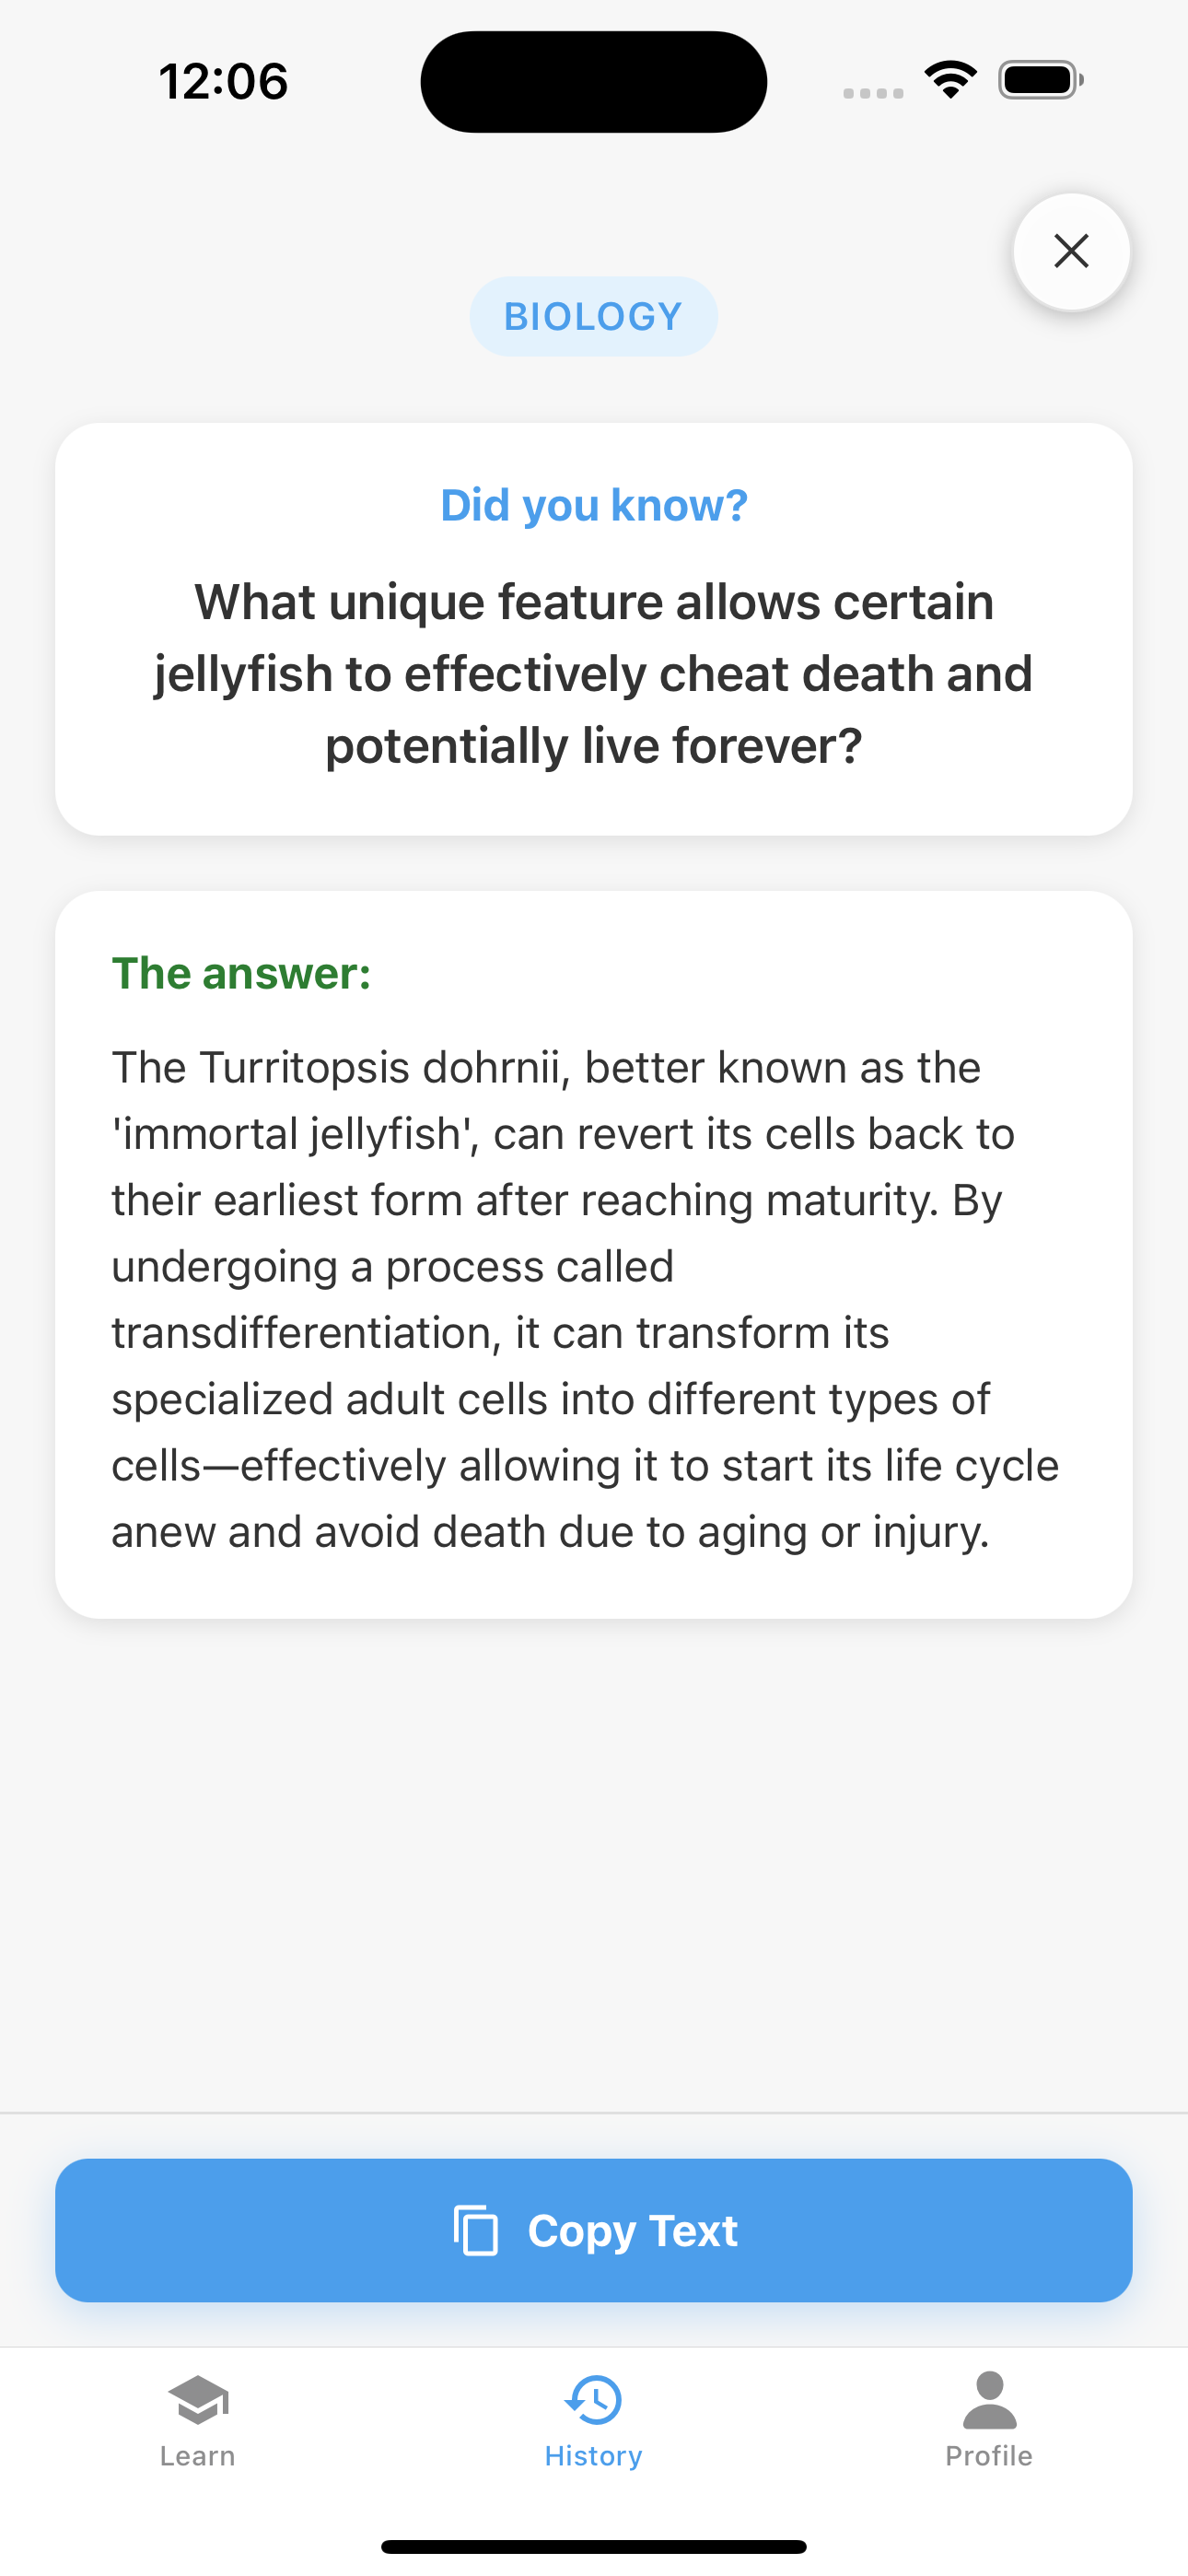 12:06
BIOLOGY
Did you know?
What unique feature allows certain
jellyfish to effectively cheat death and
potentially live forever?
The answer:
The Turritopsis dohrnii, better known as the
'immortal jellyfish', can revert its cells back to
their earliest form after reaching maturity. By
undergoing a process called
transdifferentiation, it can transform its
specialized adult cells into different types of
cells—effectively allowing it to start its life cycle
anew and avoid death due to aging or injury.
Copy Text
Learn
History
Profile